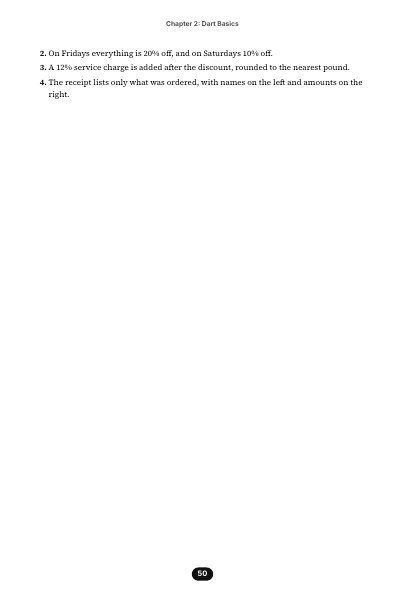 Chapter 2: Dart Basics
2. On Fridays everything is 20% off, and on Saturdays 10% off.
3. A 12% service charge is added after the discount, rounded to the nearest pound.
4. The receipt lists only what was ordered, with names on the left and amounts on the
right.
50